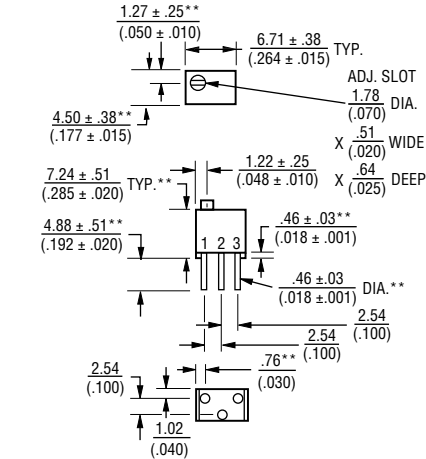 1.27 ± .25**
(.050 ± .010)
6.71 ± .38 TYP.
(.264 ± .015)
ADJ. SLOT
1.78 DIA.
(.070)
4.50 ± .38**
(.177 ± .015)
X .51 WIDE
(.020)
7.24 ± .51 TYP.**
(.285 ± .020)
1.22 ± .25
(.048 ± .010)
X .64 DEEP
(.025)
4.88 ± .51**
(.192 ± .020)
1 2 3
.46 ± .03**
(.018 ± .001)
.46 ±.03 DIA.**
(.018 ±.001)
2.54
(.100)
2.54
(.100)
2.54
(.100)
.76**
(.030)
1.02
(.040)